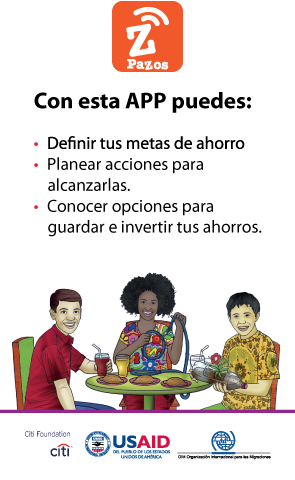 Z
Pazos
Con esta APP puedes:
• Definir tus metas de ahorro
• Planear acciones para
alcanzarlas.
• Conocer opciones para
guardar e invertir tus ahorros.
Citi Foundation
citi
USAID
DEL PUEBLO DE LOS ESTADOS
UNIDOS DE AMÉRICA
OIM Organización Internacional para las Migraciones